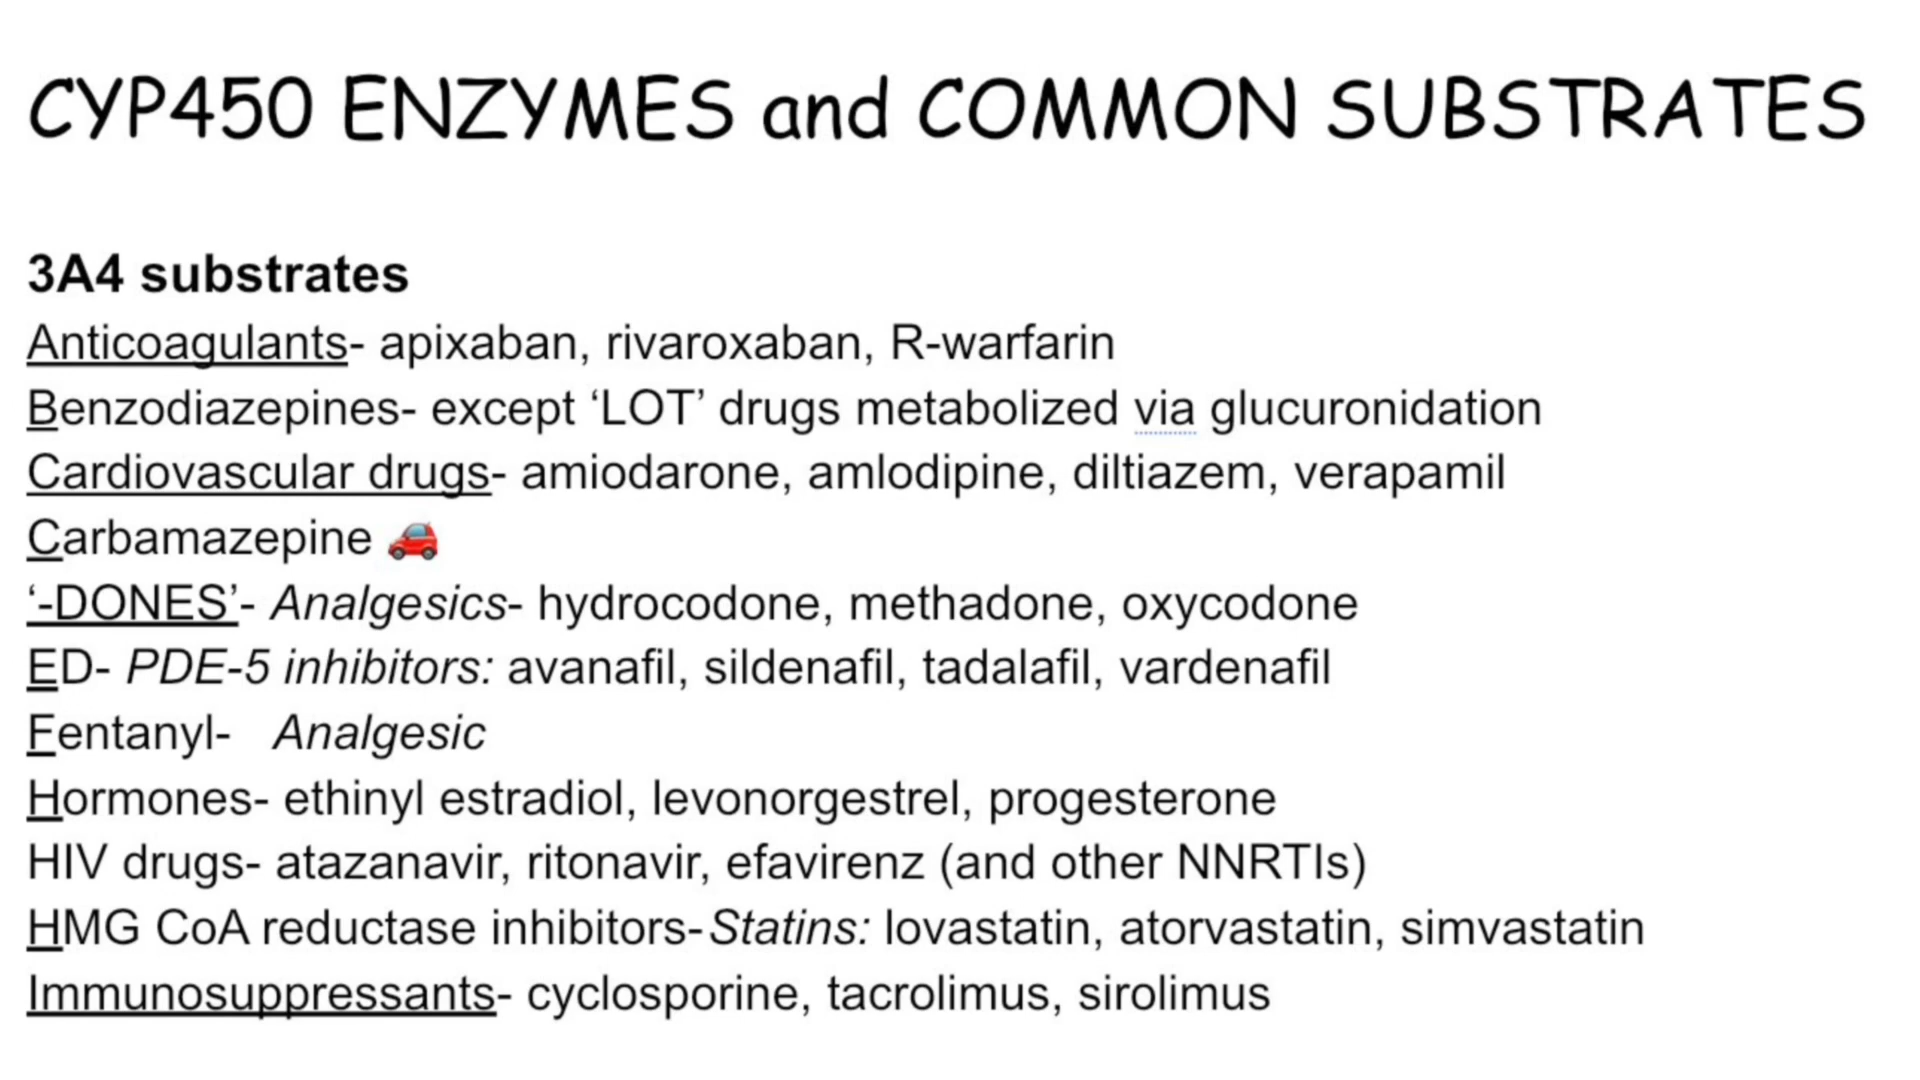 CYP450 ENZYMES and COMMON SUBSTRATES
3A4 substrates
Anticoagulants- apixaban, rivaroxaban, R-warfarin
Benzodiazepines- except ‘LOT’ drugs metabolized via glucuronidation
Cardiovascular drugs- amiodarone, amlodipine, diltiazem, verapamil
Carbamazepine 🚗
‘-DONES’- Analgesics- hydrocodone, methadone, oxycodone
ED- PDE-5 inhibitors: avanafil, sildenafil, tadalafil, vardenafil
Fentanyl- Analgesic
Hormones- ethinyl estradiol, levonorgestrel, progesterone
HIV drugs- atazanavir, ritonavir, efavirenz (and other NNRTIs)
HMG CoA reductase inhibitors-Statins: lovastatin, atorvastatin, simvastatin
Immunosuppressants- cyclosporine, tacrolimus, sirolimus